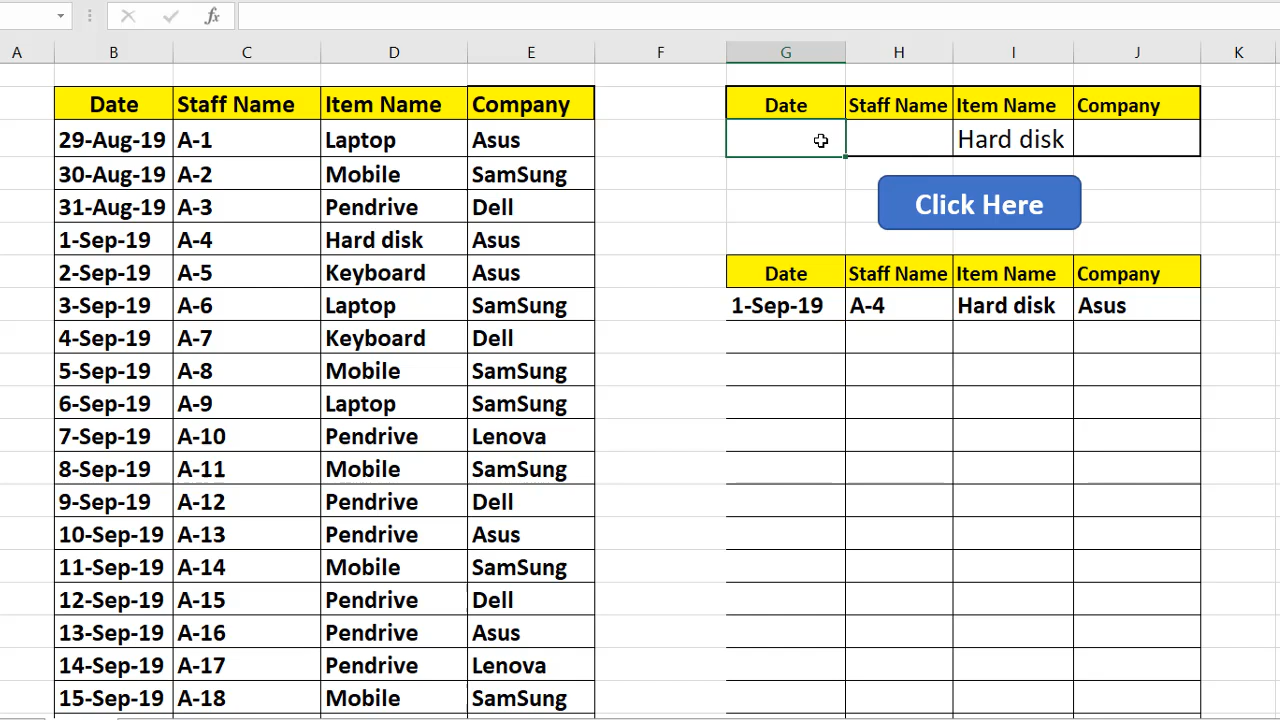 fx
A B C D E F G H I J K
Date Staff Name Item Name Company
29-Aug-19 A-1 Laptop Asus
30-Aug-19 A-2 Mobile SamSung
31-Aug-19 A-3 Pendrive Dell
1-Sep-19 A-4 Hard disk Asus
2-Sep-19 A-5 Keyboard Asus
3-Sep-19 A-6 Laptop SamSung
4-Sep-19 A-7 Keyboard Dell
5-Sep-19 A-8 Mobile SamSung
6-Sep-19 A-9 Laptop SamSung
7-Sep-19 A-10 Pendrive Lenova
8-Sep-19 A-11 Mobile SamSung
9-Sep-19 A-12 Pendrive Dell
10-Sep-19 A-13 Pendrive Asus
11-Sep-19 A-14 Mobile SamSung
12-Sep-19 A-15 Pendrive Dell
13-Sep-19 A-16 Pendrive Asus
14-Sep-19 A-17 Pendrive Lenova
15-Sep-19 A-18 Mobile SamSung
Date Staff Name Item Name Company
Hard disk
Click Here
Date Staff Name Item Name Company
1-Sep-19 A-4 Hard disk Asus